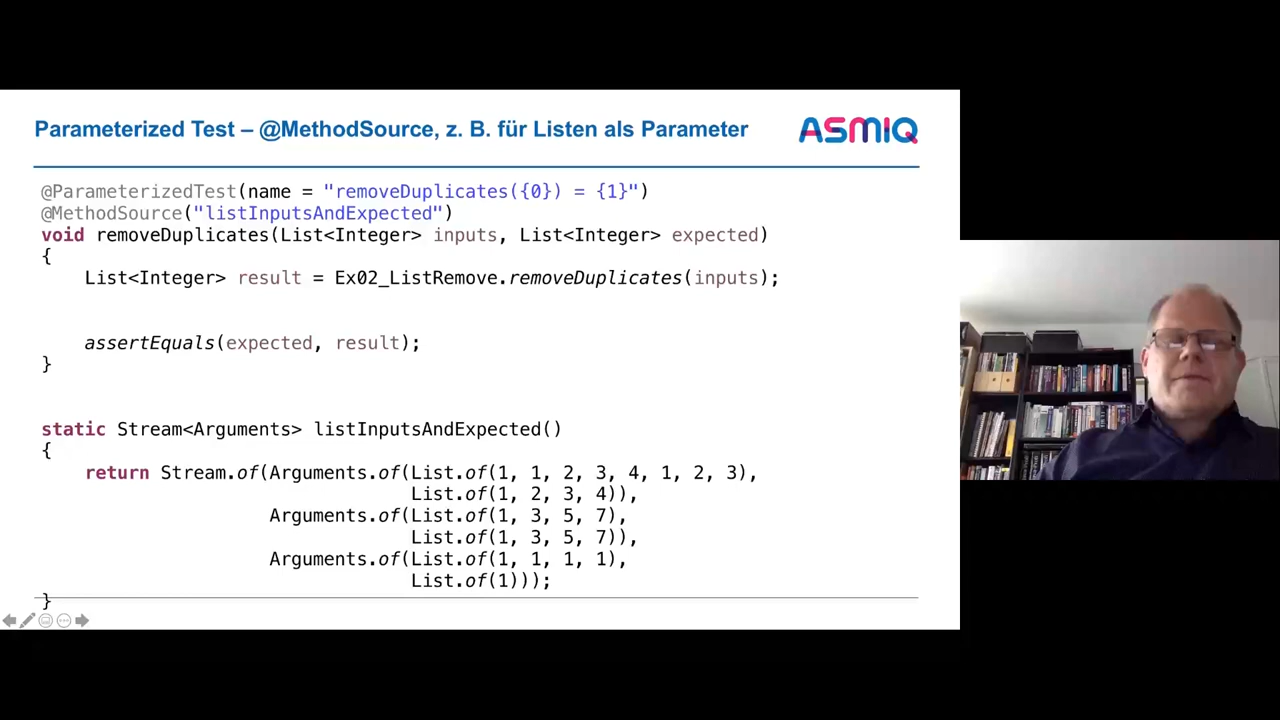 Parameterized Test – @MethodSource, z. B. für Listen als Parameter
ASMIQ
@ParameterizedTest(name = "removeDuplicates({0}) = {1}")
@MethodSource("listInputsAndExpected")
void removeDuplicates(List<Integer> inputs, List<Integer> expected)
{
    List<Integer> result = Ex02_ListRemove.removeDuplicates(inputs);
    assertEquals(expected, result);
}
static Stream<Arguments> listInputsAndExpected()
{
    return Stream.of(Arguments.of(List.of(1, 1, 2, 3, 4, 1, 2, 3),
                                  List.of(1, 2, 3, 4)),
                     Arguments.of(List.of(1, 3, 5, 7),
                                  List.of(1, 3, 5, 7)),
                     Arguments.of(List.of(1, 1, 1, 1),
                                  List.of(1)));
}